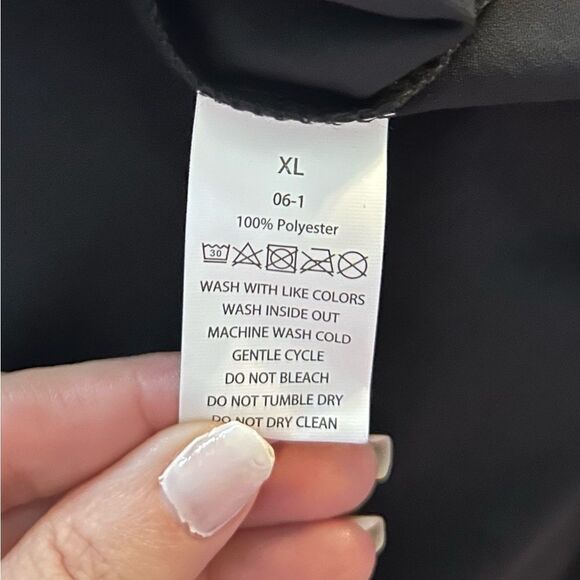 XL
06-1
100% Polyester
30
WASH WITH LIKE COLORS
WASH INSIDE OUT
MACHINE WASH COLD
GENTLE CYCLE
DO NOT BLEACH
DO NOT TUMBLE DRY
DO NOT DRY CLEAN